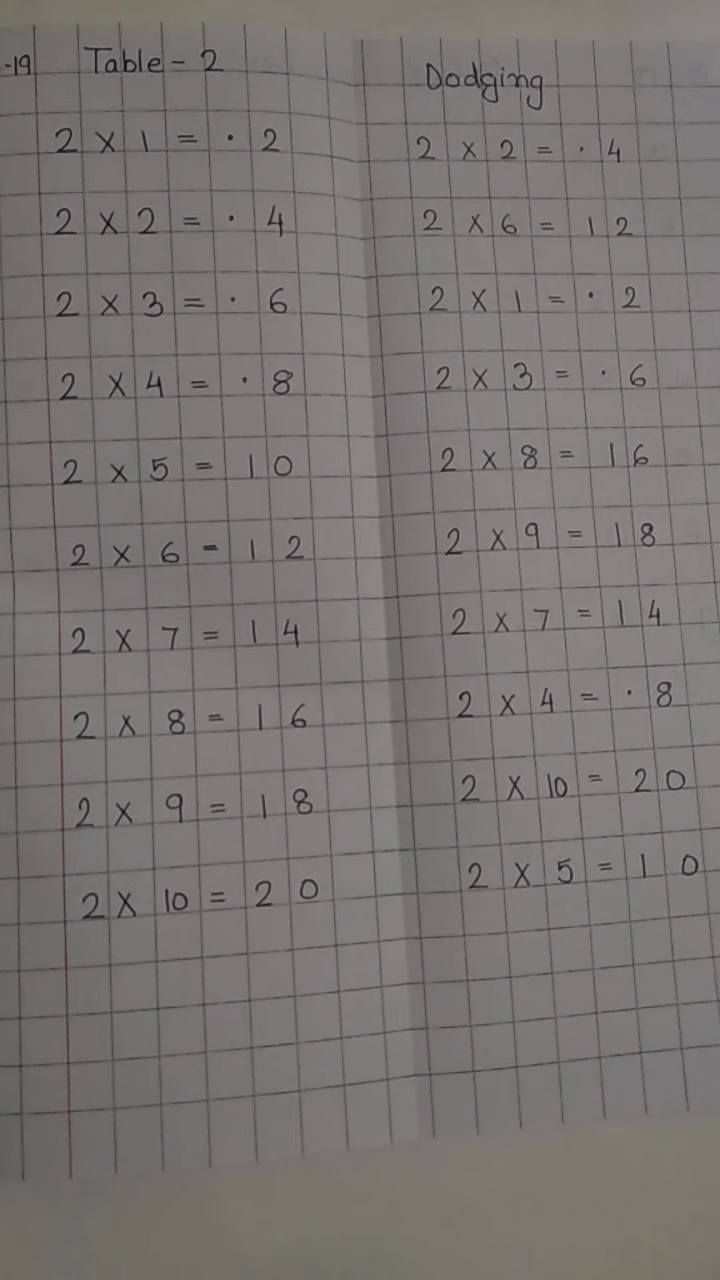 -19 Table - 2
2 × 1 = · 2
2 × 2 = · 4
2 × 3 = · 6
2 × 4 = · 8
2 × 5 = 10
2 × 6 = 12
2 × 7 = 14
2 × 8 = 16
2 × 9 = 18
2 × 10 = 20
Dodging
2 × 2 = · 4
2 × 6 = 12
2 × 1 = · 2
2 × 3 = · 6
2 × 8 = 16
2 × 9 = 18
2 × 7 = 14
2 × 4 = · 8
2 × 10 = 20
2 × 5 = 10